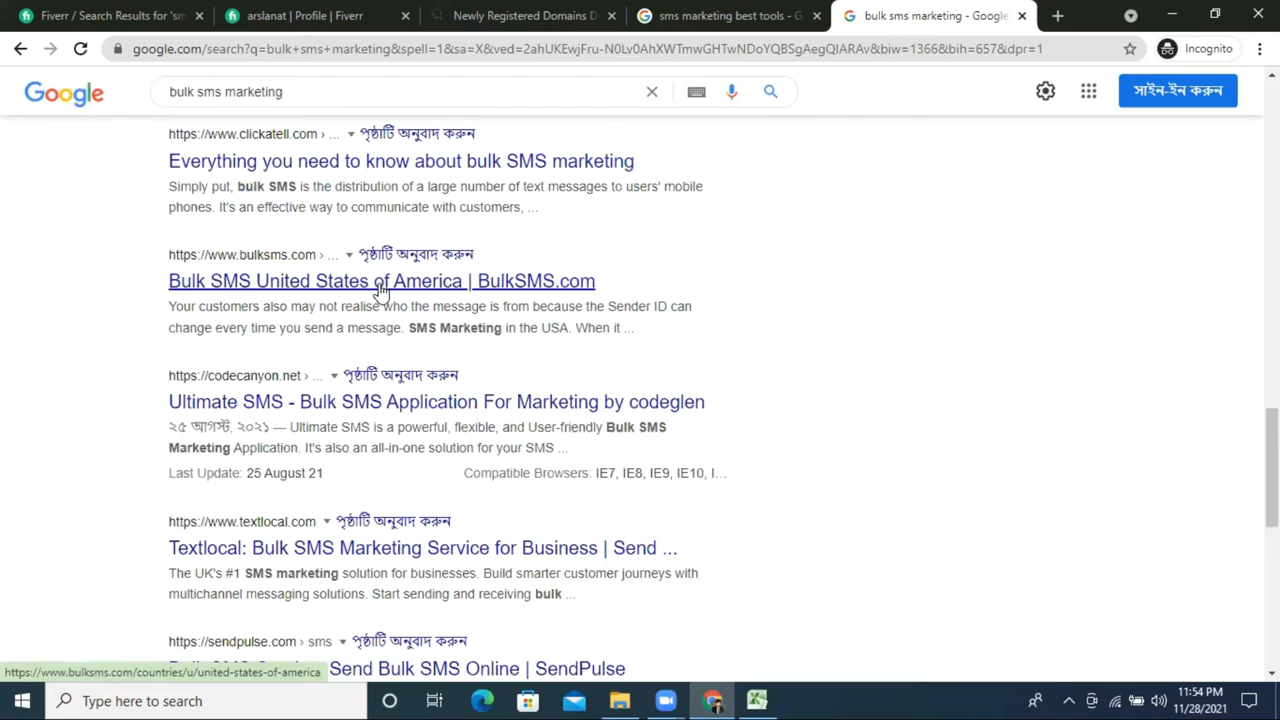 Fiverr / Search Results for 'sm
arslanat | Profile | Fiverr
Newly Registered Domains D
sms marketing best tools - Goo
bulk sms marketing - Google
google.com/search?q=bulk+sms+marketing&spell=1&sa=X&ved=2ahUKEwjFru-N0Lv0AhXWTmwGHTwNDoYQBSgAegQIARAv&biw=1366&bih=657&dpr=1
Incognito
Google
bulk sms marketing
সাইন-ইন করুন
https://www.clickatell.com › ... পৃষ্ঠাটি অনুবাদ করুন
Everything you need to know about bulk SMS marketing
Simply put, bulk SMS is the distribution of a large number of text messages to users' mobile
phones. It's an effective way to communicate with customers, ...
https://www.bulksms.com › ... পৃষ্ঠাটি অনুবাদ করুন
Bulk SMS United States of America | BulkSMS.com
Your customers also may not realise who the message is from because the Sender ID can
change every time you send a message. SMS Marketing in the USA. When it ...
https://codecanyon.net › ... পৃষ্ঠাটি অনুবাদ করুন
Ultimate SMS - Bulk SMS Application For Marketing by codeglen
২৫ আগস্ট, ২০২১ — Ultimate SMS is a powerful, flexible, and User-friendly Bulk SMS
Marketing Application. It's also an all-in-one solution for your SMS ...
Last Update: 25 August 21 Compatible Browsers: IE7, IE8, IE9, IE10, I...
https://www.textlocal.com পৃষ্ঠাটি অনুবাদ করুন
Textlocal: Bulk SMS Marketing Service for Business | Send ...
The UK's #1 SMS marketing solution for businesses. Build smarter customer journeys with
multichannel messaging solutions. Start sending and receiving bulk ...
https://sendpulse.com › sms পৃষ্ঠাটি অনুবাদ করুন
Send Bulk SMS Online | SendPulse
https://www.bulksms.com/countries/u/united-states-of-america
Type here to search
11:54 PM
11/28/2021